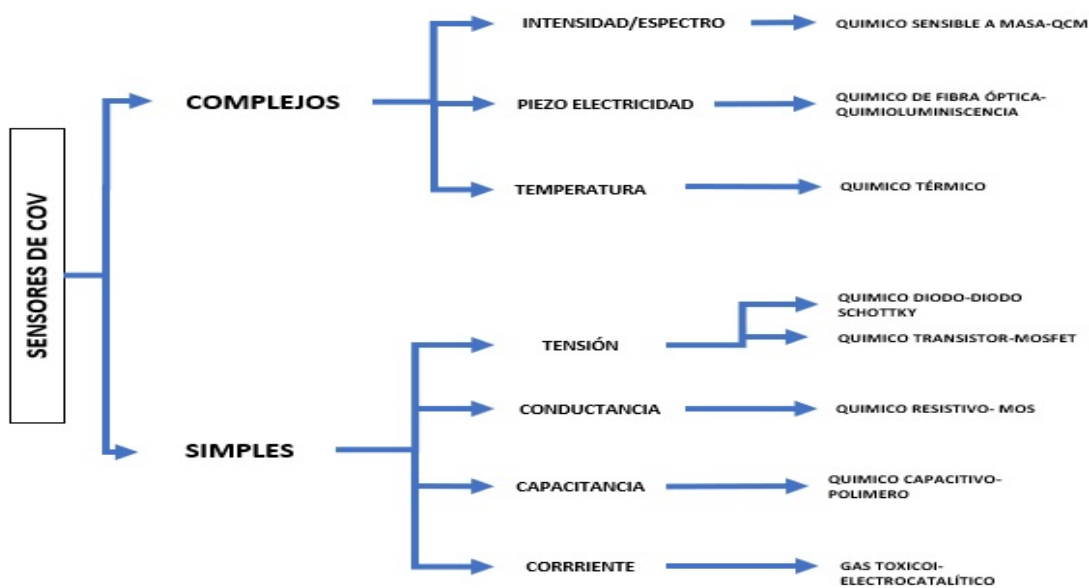 SENSORES DE COV
COMPLEJOS
INTENSIDAD/ESPECTRO
QUIMICO SENSIBLE A MASA-QCM
PIEZO ELECTRICIDAD
QUIMICO DE FIBRA ÓPTICA-
QUIMIOLUMINISCENCIA
TEMPERATURA
QUIMICO TÉRMICO
SIMPLES
TENSIÓN
QUIMICO DIODO-DIODO
SCHOTTKY
QUIMICO TRANSISTOR-MOSFET
CONDUCTANCIA
QUIMICO RESISTIVO- MOS
CAPACITANCIA
QUIMICO CAPACITIVO-
POLIMERO
CORRRIENTE
GAS TOXICOI-
ELECTROCATALÍTICO